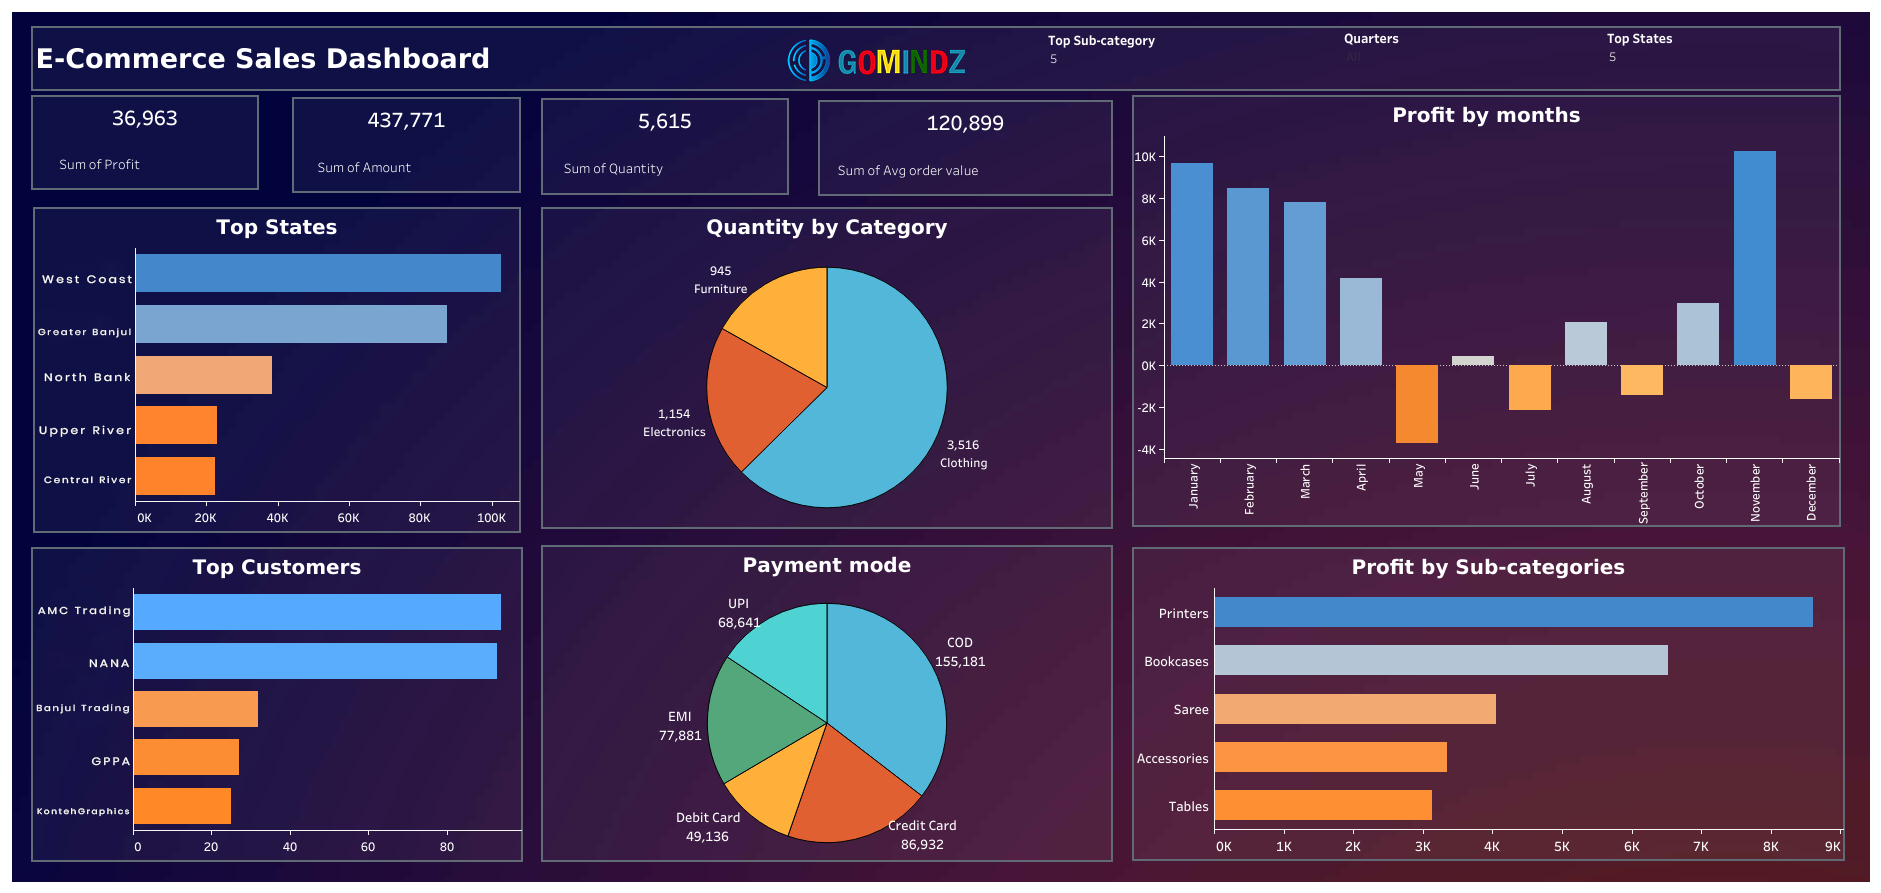 E-Commerce Sales Dashboard
GOMINDZ
Top Sub-category
5
Quarters
All
Top States
5
36,963
Sum of Profit
437,771
Sum of Amount
5,615
Sum of Quantity
120,899
Sum of Avg order value
Profit by months
10K
8K
6K
4K
2K
0K
-2K
-4K
January
February
March
April
May
June
July
August
September
October
November
December
Top States
West Coast
Greater Banjul
North Bank
Upper River
Central River
0K 20K 40K 60K 80K 100K
Quantity by Category
945
Furniture
1,154
Electronics
3,516
Clothing
Top Customers
AMC Trading
NANA
Banjul Trading
GPPA
KontehGraphics
0 20 40 60 80
Payment mode
UPI
68,641
COD
155,181
EMI
77,881
Debit Card
49,136
Credit Card
86,932
Profit by Sub-categories
Printers
Bookcases
Saree
Accessories
Tables
0K 1K 2K 3K 4K 6K 7K 8K 9K